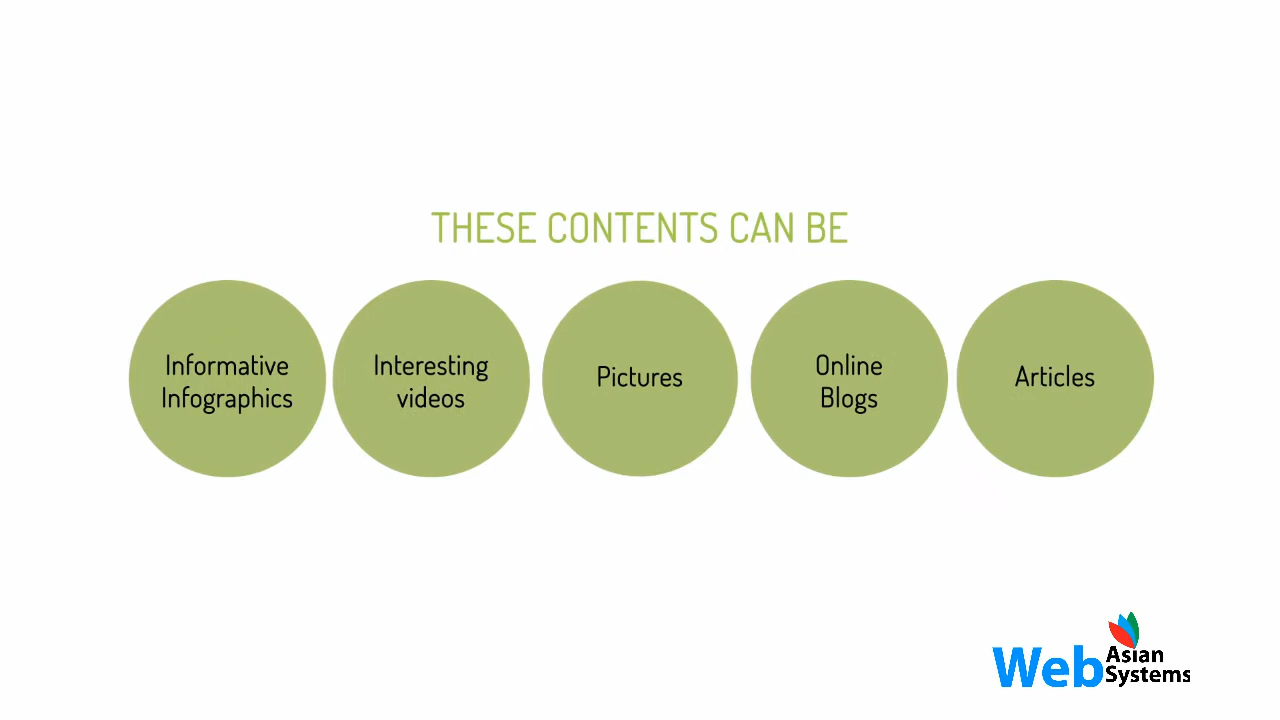 THESE CONTENTS CAN BE
Informative
Infographics
Interesting
videos
Pictures
Online
Blogs
Articles
Web Asian
Systems